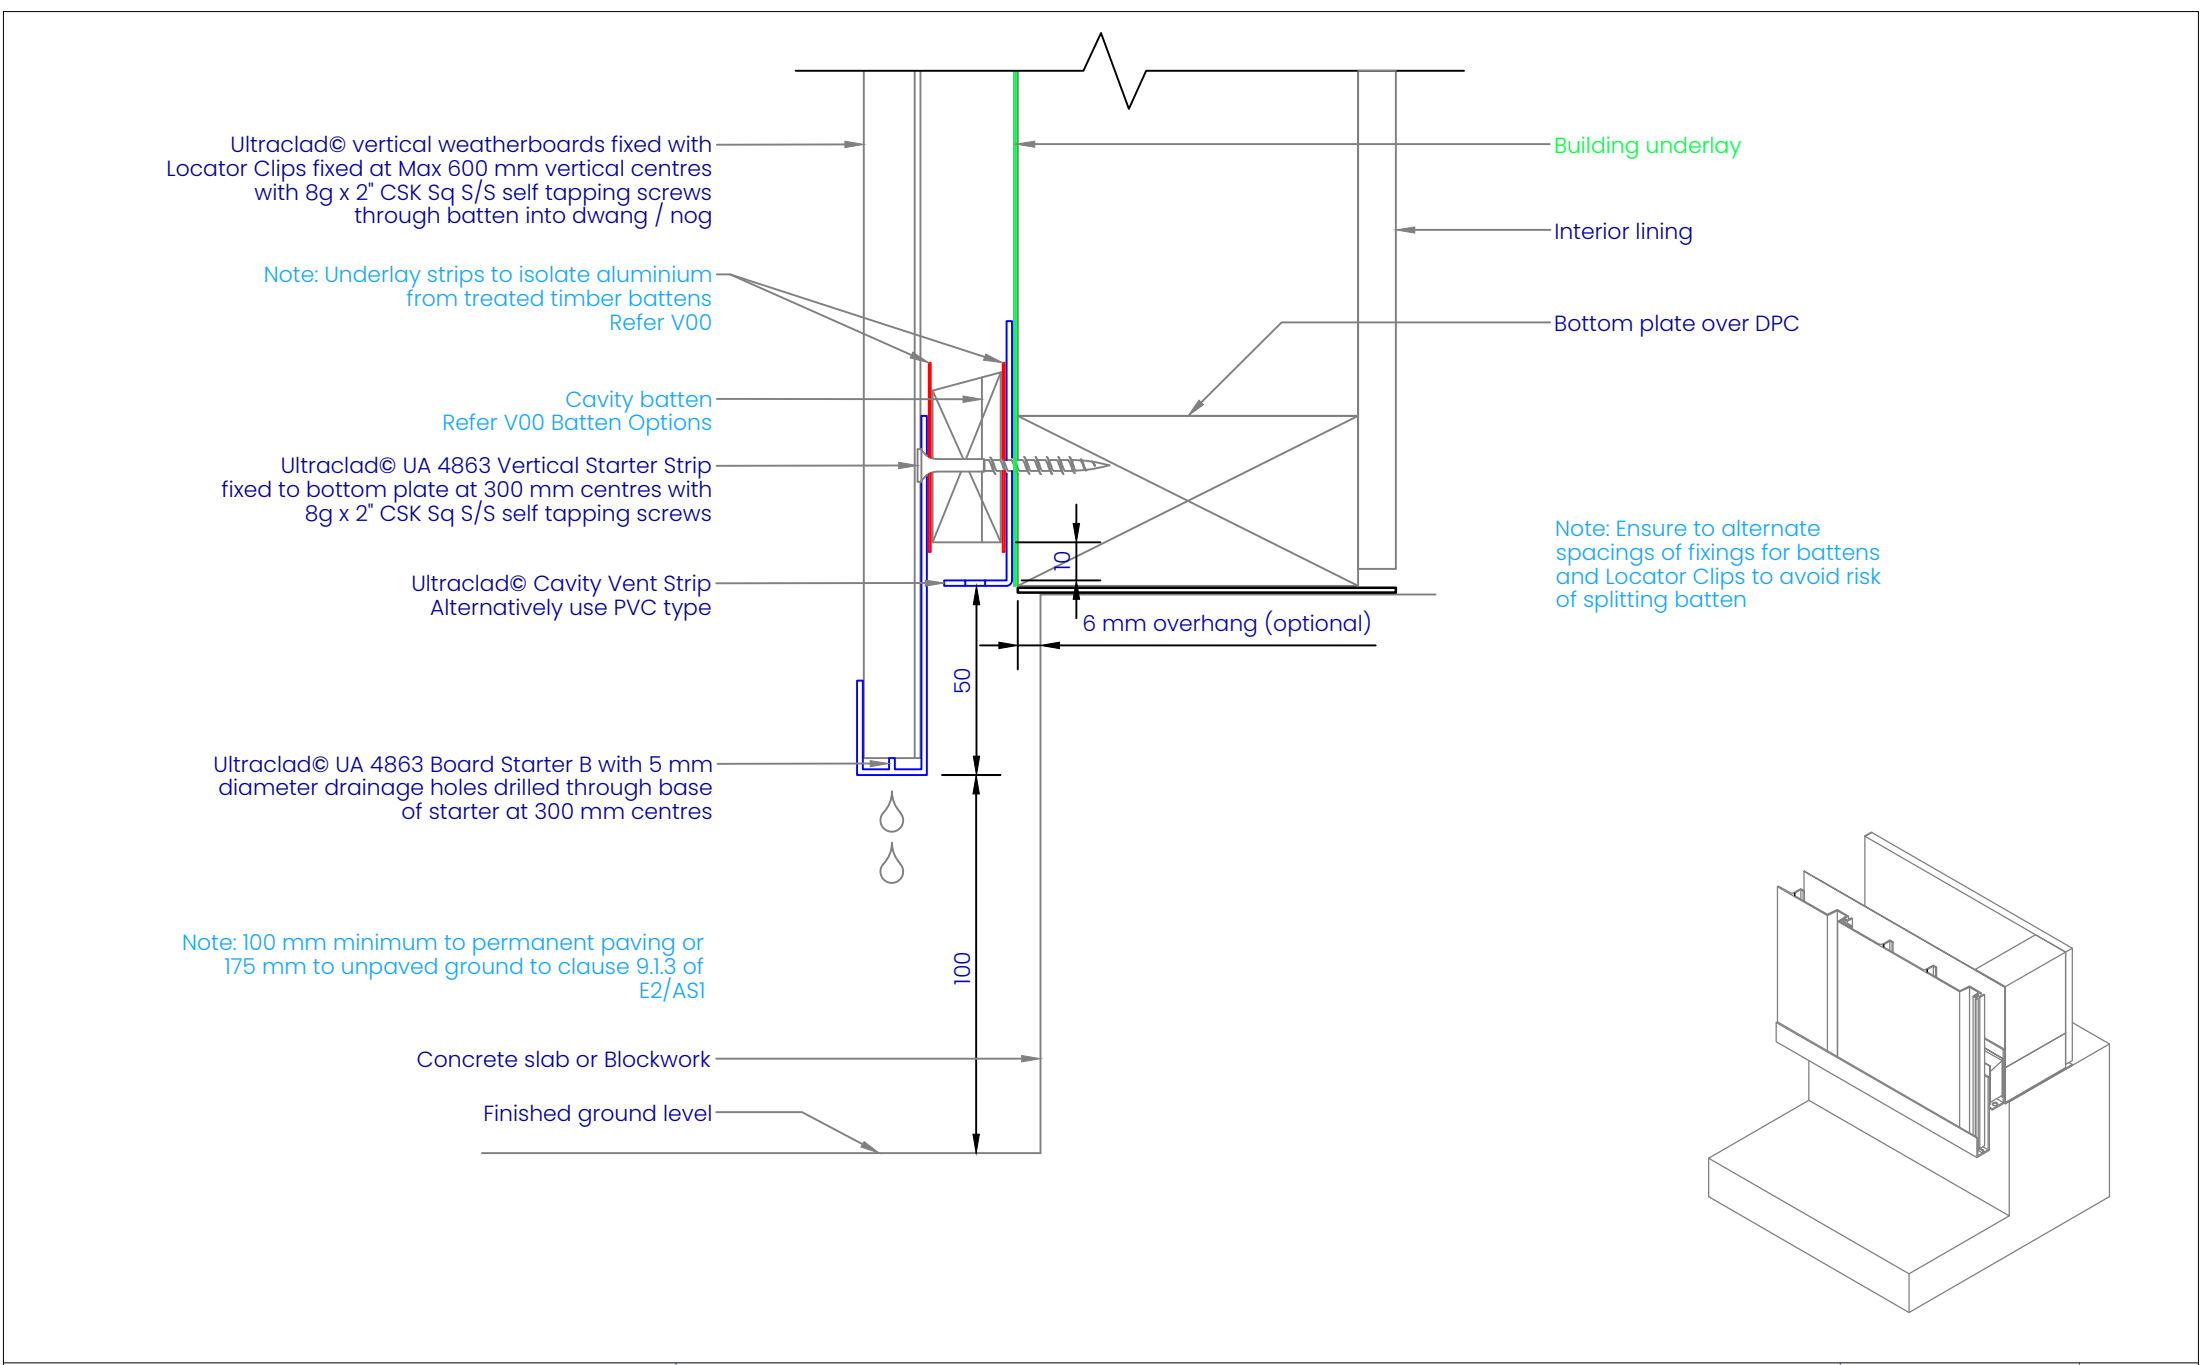 Ultraclad© vertical weatherboards fixed with
Locator Clips fixed at Max 600 mm vertical centres
with 8g x 2" CSK Sq S/S self tapping screws
through batten into dwang / nog
Note: Underlay strips to isolate aluminium
from treated timber battens
Refer V00
Cavity batten
Refer V00 Batten Options
Ultraclad© UA 4863 Vertical Starter Strip
fixed to bottom plate at 300 mm centres with
8g x 2" CSK Sq S/S self tapping screws
Ultraclad© Cavity Vent Strip
Alternatively use PVC type
Ultraclad© UA 4863 Board Starter B with 5 mm
diameter drainage holes drilled through base
of starter at 300 mm centres
Note: 100 mm minimum to permanent paving or
175 mm to unpaved ground to clause 9.1.3 of
E2/AS1
Concrete slab or Blockwork
Finished ground level
10
6 mm overhang (optional)
50
100
Building underlay
Interior lining
Bottom plate over DPC
Note: Ensure to alternate
spacings of fixings for battens
and Locator Clips to avoid risk
of splitting batten